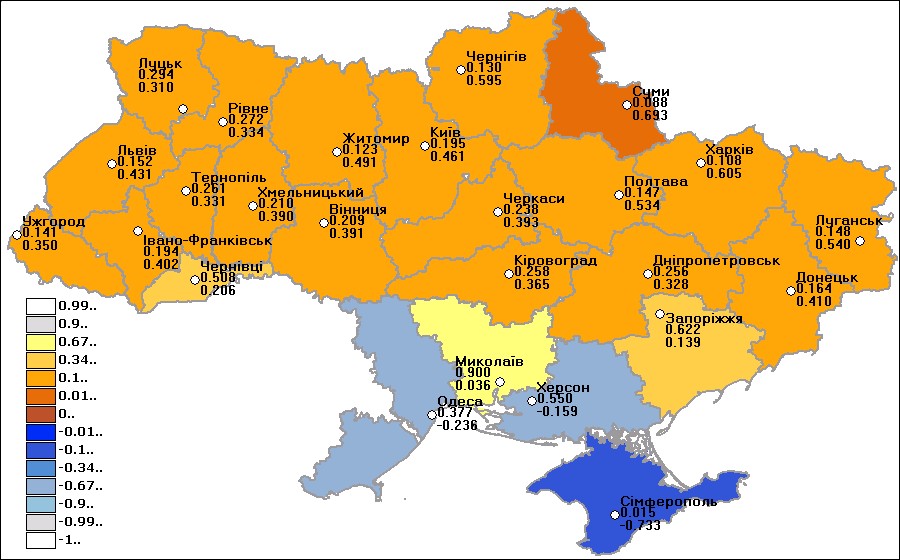 Чернігів
0.130
0.595
Луцьк
0.294
0.310
Суми
0.088
0.693
Рівне
0.272
0.334
Житомир
0.123
0.491
Київ
0.195
0.461
Харків
0.108
0.605
Львів
0.152
0.431
Тернопіль
0.261
0.331
Хмельницький
0.210
0.390
Вінниця
0.209
0.391
Черкаси
0.238
0.393
Полтава
0.147
0.534
Ужгород
0.141
0.350
Івано-Франківськ
0.194
0.402
Луганськ
0.148
0.540
Чернівці
0.508
0.206
Кіровоград
0.258
0.365
Дніпропетровськ
0.256
0.328
Донецьк
0.164
0.410
Запоріжжя
0.622
0.139
Миколаїв
0.900
0.036
Херсон
0.550
-0.159
Одеса
0.377
-0.236
Сімферополь
0.015
-0.733
0.99..
0.9..
0.67..
0.34..
0.1..
0.01..
0..
-0.01..
-0.1..
-0.34..
-0.67..
-0.9..
-0.99..
-1..